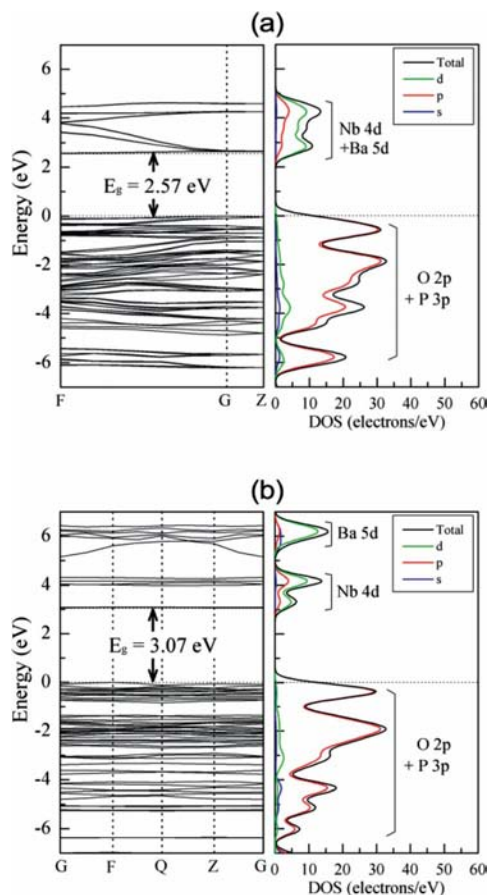 (a)
Energy (eV)
6
4
2
0
-2
-4
-6
Eg = 2.57 eV
F
G
Z
Total
d
p
s
Nb 4d
+Ba 5d
O 2p
+ P 3p
0 10 20 30 40 50 60
DOS (electrons/eV)
(b)
Energy (eV)
6
4
2
0
-2
-4
-6
Eg = 3.07 eV
G
F
Q
Z
G
Total
d
p
s
Ba 5d
Nb 4d
O 2p
+ P 3p
0 10 20 30 40 50 60
DOS (electrons/eV)